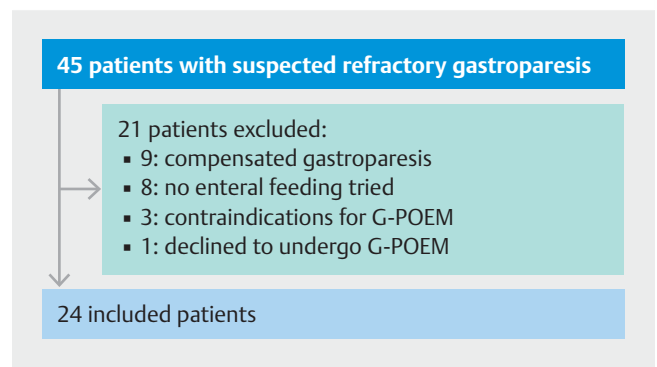 45 patients with suspected refractory gastroparesis
21 patients excluded:
▪ 9: compensated gastroparesis
▪ 8: no enteral feeding tried
▪ 3: contraindications for G-POEM
▪ 1: declined to undergo G-POEM
24 included patients